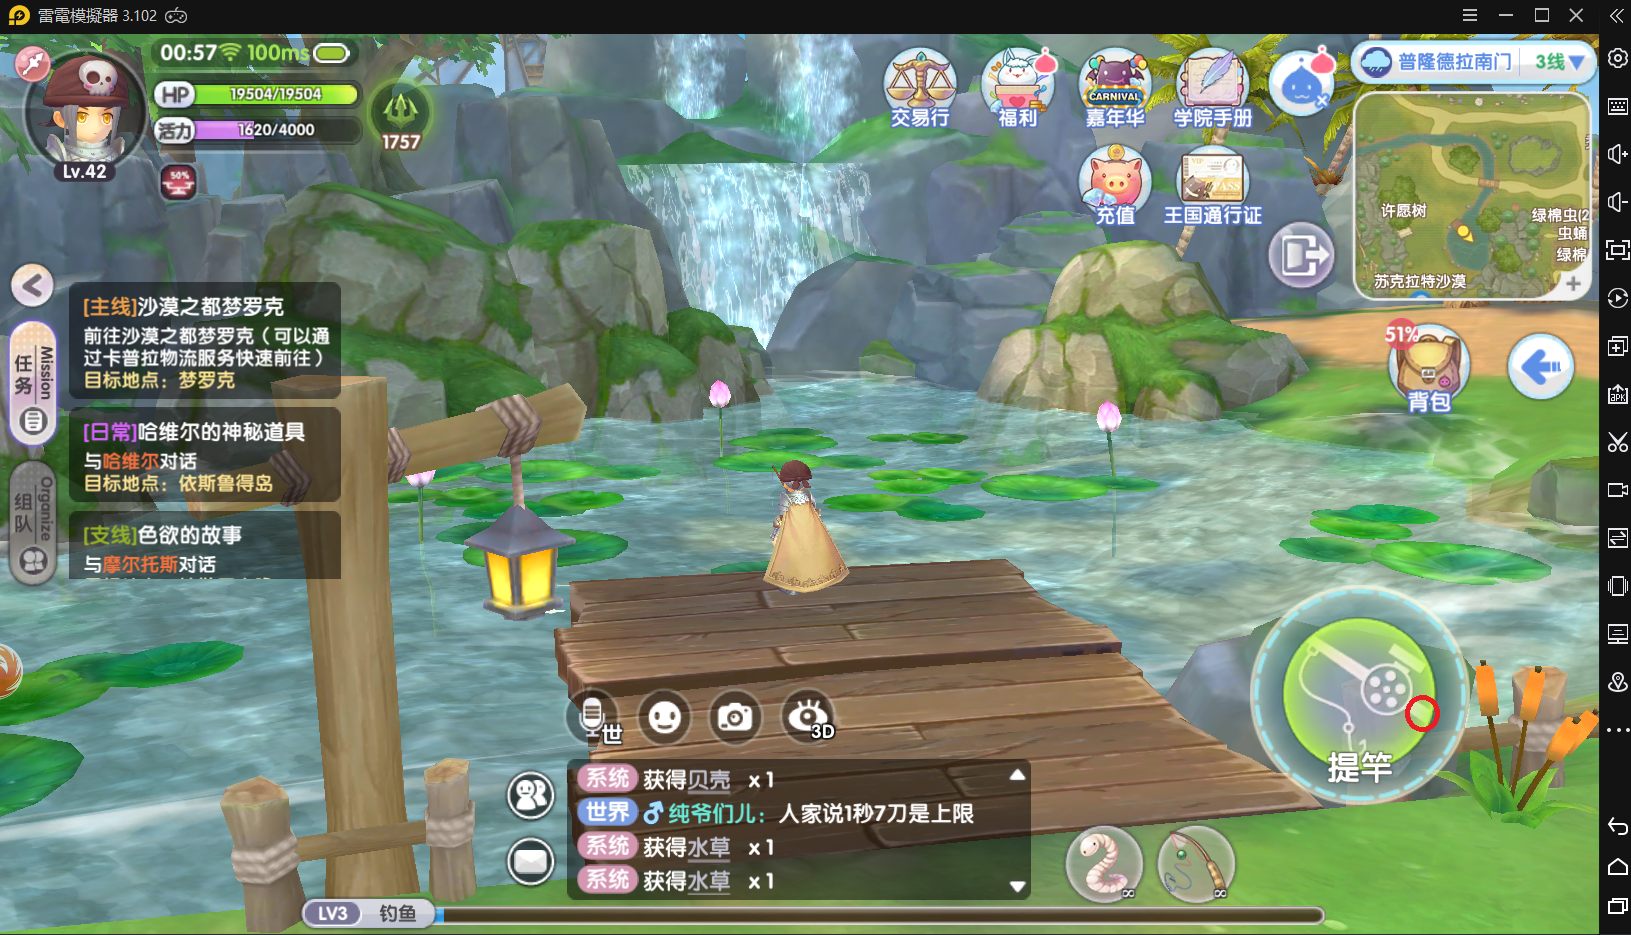 雷電模擬器 3.102
00:57 100ms
HP 19504/19504
活力 1620/4000
1757
Lv.42
50%
交易行
福利
CARNIVAL
嘉年华
学院手册
充值
王国通行证
普隆德拉南门 3线
许愿树
绿棉虫(2
虫蛹
绿棉
苏克拉特沙漠
51%
背包
任务
Mission
组队
Organize
[主线]沙漠之都梦罗克
前往沙漠之都梦罗克（可以通
过卡普拉物流服务快速前往）
目标地点：梦罗克
[日常]哈维尔的神秘道具
与哈维尔对话
目标地点：依斯鲁得岛
[支线]色欲的故事
与摩尔托斯对话
世
3D
提竿
系统 获得贝壳 x 1
世界 ♂纯爷们儿：人家说1秒7刀是上限
系统 获得水草 x 1
系统 获得水草 x 1
∞
∞
LV3 钓鱼